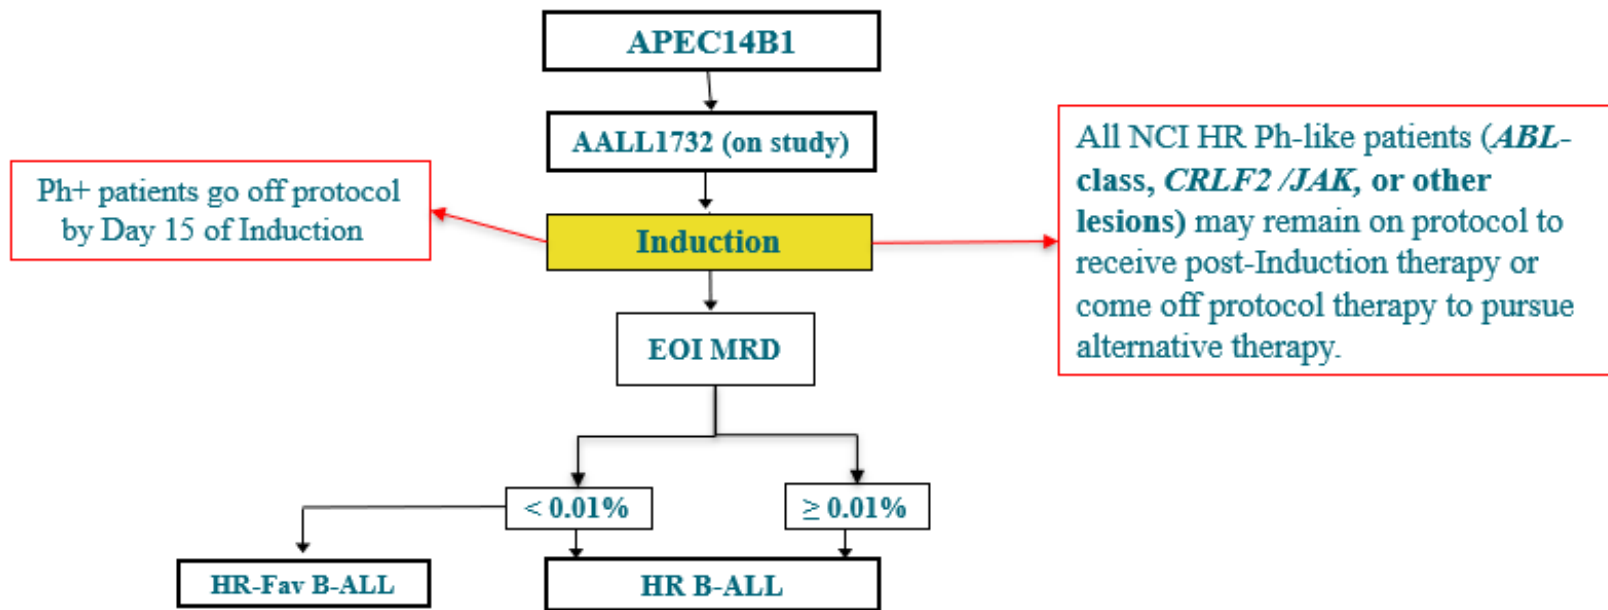 APEC14B1
AALL1732 (on study)
Ph+ patients go off protocol
by Day 15 of Induction
Induction
All NCI HR Ph-like patients (ABL-
class, CRLF2 /JAK, or other
lesions) may remain on protocol to
receive post-Induction therapy or
come off protocol therapy to pursue
alternative therapy.
EOI MRD
< 0.01%
≥ 0.01%
HR-Fav B-ALL
HR B-ALL